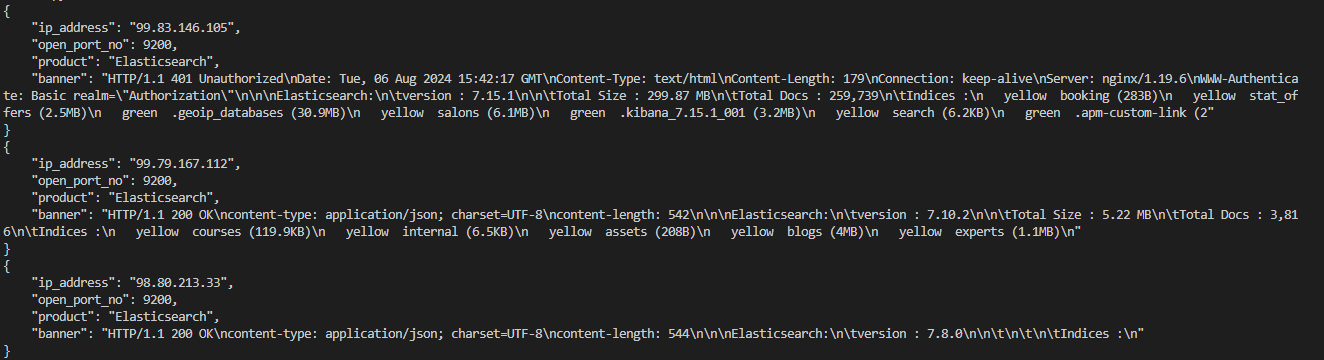 {
    "ip_address": "99.83.146.105",
    "open_port_no": 9200,
    "product": "Elasticsearch",
    "banner": "HTTP/1.1 401 Unauthorized\nDate: Tue, 06 Aug 2024 15:42:17 GMT\nContent-Type: text/html\nContent-Length: 179\nConnection: keep-alive\nServer: nginx/1.19.6\nWWW-Authentica
te: Basic realm=\"Authorization\"\n\n\nElasticsearch:\n\tversion : 7.15.1\n\n\tTotal Size : 299.87 MB\n\tTotal Docs : 259,739\n\tIndices :\n   yellow  booking (283B)\n   yellow  stat_of
fers (2.5MB)\n   green  .geoip_databases (30.9MB)\n   yellow  salons (6.1MB)\n   green  .kibana_7.15.1_001 (3.2MB)\n   yellow  search (6.2KB)\n   green  .apm-custom-link (2"
}
{
    "ip_address": "99.79.167.112",
    "open_port_no": 9200,
    "product": "Elasticsearch",
    "banner": "HTTP/1.1 200 OK\ncontent-type: application/json; charset=UTF-8\ncontent-length: 542\n\n\nElasticsearch:\n\tversion : 7.10.2\n\n\tTotal Size : 5.22 MB\n\tTotal Docs : 3,81
6\n\tIndices :\n   yellow  courses (119.9KB)\n   yellow  internal (6.5KB)\n   yellow  assets (208B)\n   yellow  blogs (4MB)\n   yellow  experts (1.1MB)\n"
}
{
    "ip_address": "98.80.213.33",
    "open_port_no": 9200,
    "product": "Elasticsearch",
    "banner": "HTTP/1.1 200 OK\ncontent-type: application/json; charset=UTF-8\ncontent-length: 544\n\n\nElasticsearch:\n\tversion : 7.8.0\n\n\t\n\t\n\tIndices :\n"
}